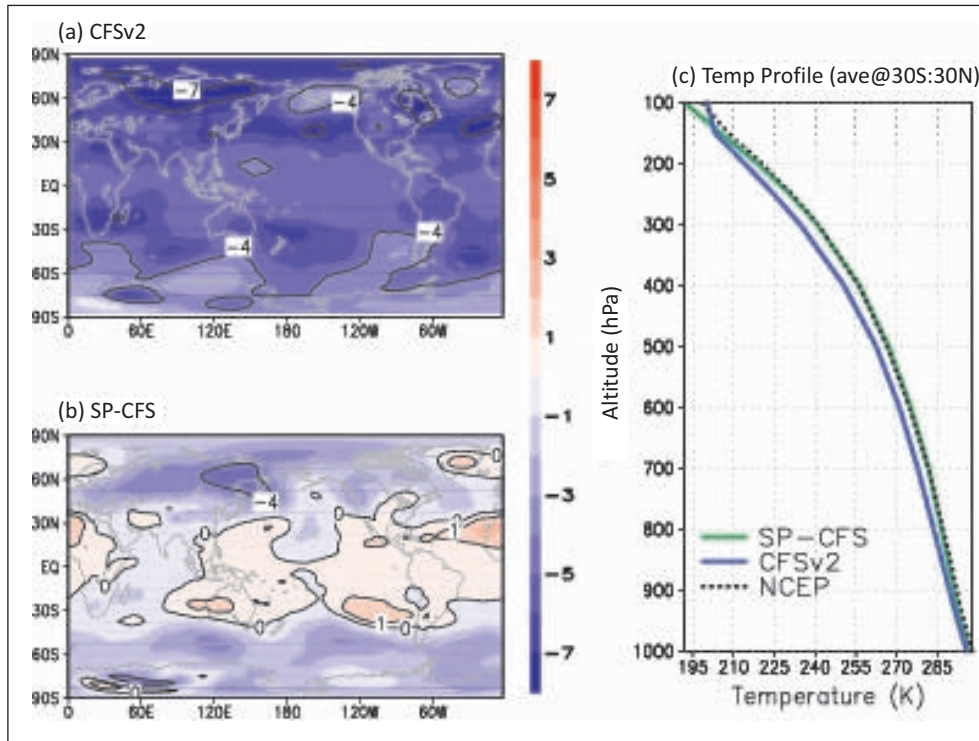 (a) CFSv2
90N
60N
30N
EQ
30S
60S
90S
0 60E 120E 180 120W 60W
-7
-4
-4
-4
(b) SP-CFS
90N
60N
30N
EQ
30S
60S
90S
0 60E 120E 180 120W 60W
0
-4
0
0
1
0
0
0
1
0
7
5
3
1
-1
-3
-5
-7
(c) Temp Profile (ave@30S:30N)
100
200
300
400
500
600
700
800
900
1000
Altitude (hPa)
SP-CFS
CFSv2
NCEP
195 210 225 240 255 270 285
Temperature (K)